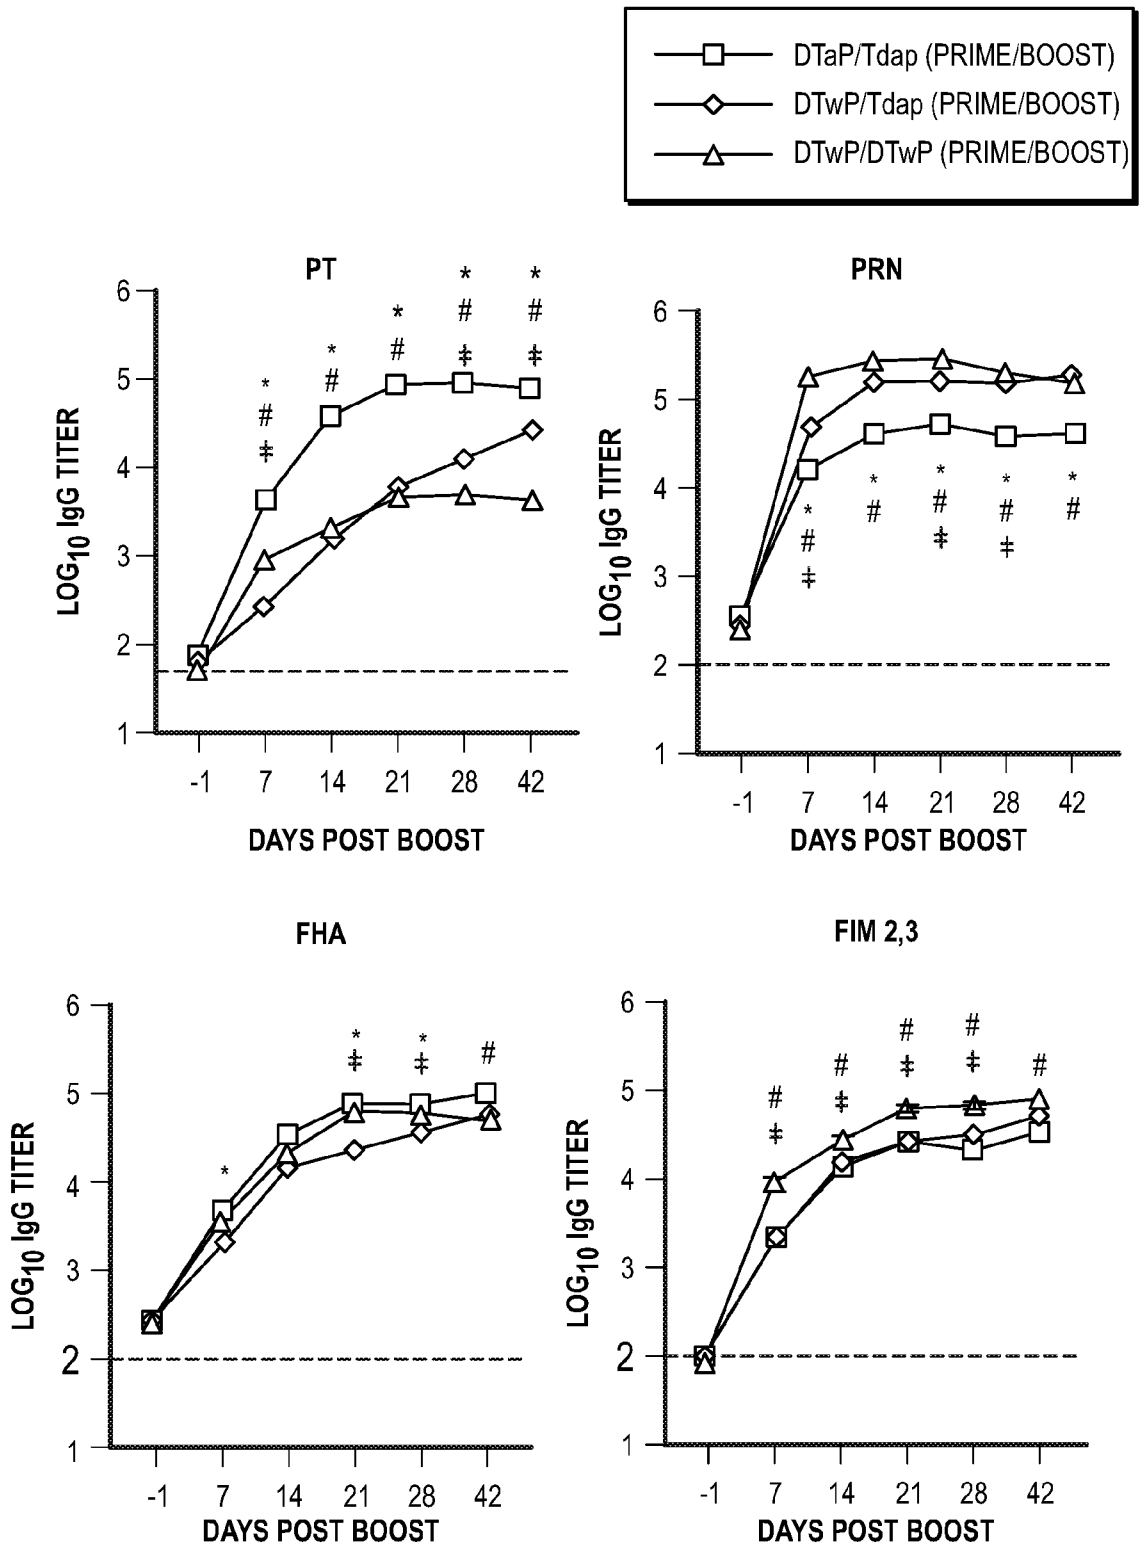 DTaP/Tdap (PRIME/BOOST)
DTwP/Tdap (PRIME/BOOST)
DTwP/DTwP (PRIME/BOOST)
PT
6
5
4
3
2
1
LOG10 IgG TITER
* # ‡
* #
* #
* # ‡
* # ‡
-1 7 14 21 28 42
DAYS POST BOOST
PRN
6
5
4
3
2
1
LOG10 IgG TITER
* # ‡
* #
* # ‡
* # ‡
* #
-1 7 14 21 28 42
DAYS POST BOOST
FHA
6
5
4
3
2
1
LOG10 IgG TITER
*
* ‡
* ‡
#
-1 7 14 21 28 42
DAYS POST BOOST
FIM 2,3
6
5
4
3
2
1
LOG10 IgG TITER
# ‡
# ‡
# ‡
# ‡
#
-1 7 14 21 28 42
DAYS POST BOOST